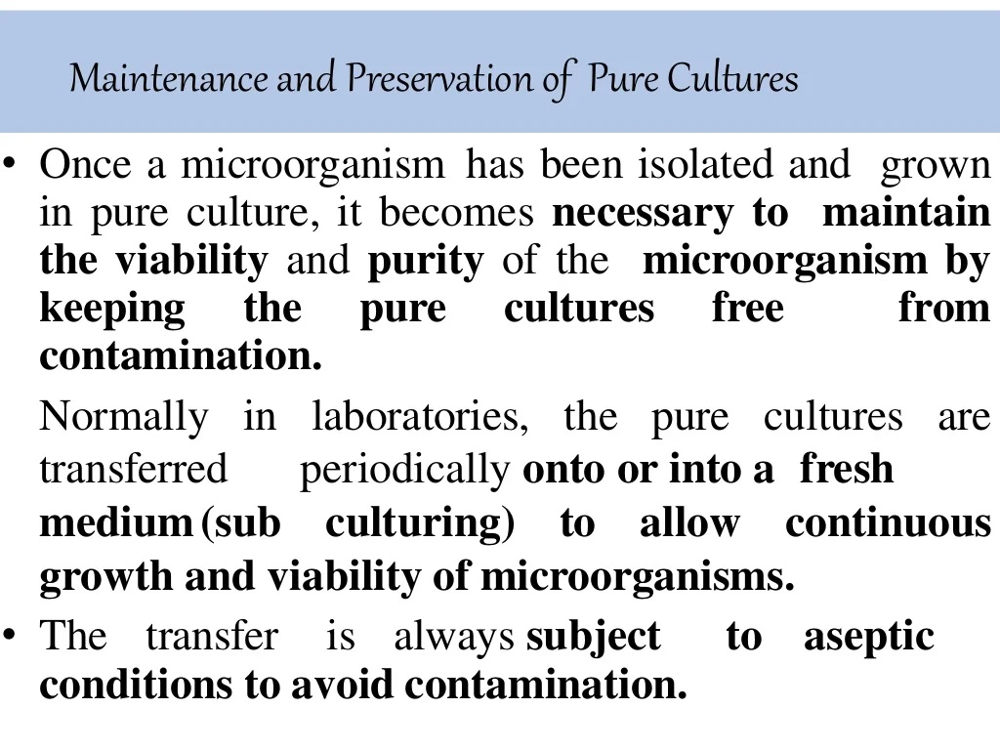 Maintenance and Preservation of Pure Cultures
• Once a microorganism has been isolated and grown
in pure culture, it becomes necessary to maintain
the viability and purity of the microorganism by
keeping the pure cultures free from
contamination.
Normally in laboratories, the pure cultures are
transferred periodically onto or into a fresh
medium (sub culturing) to allow continuous
growth and viability of microorganisms.
• The transfer is always subject to aseptic
conditions to avoid contamination.